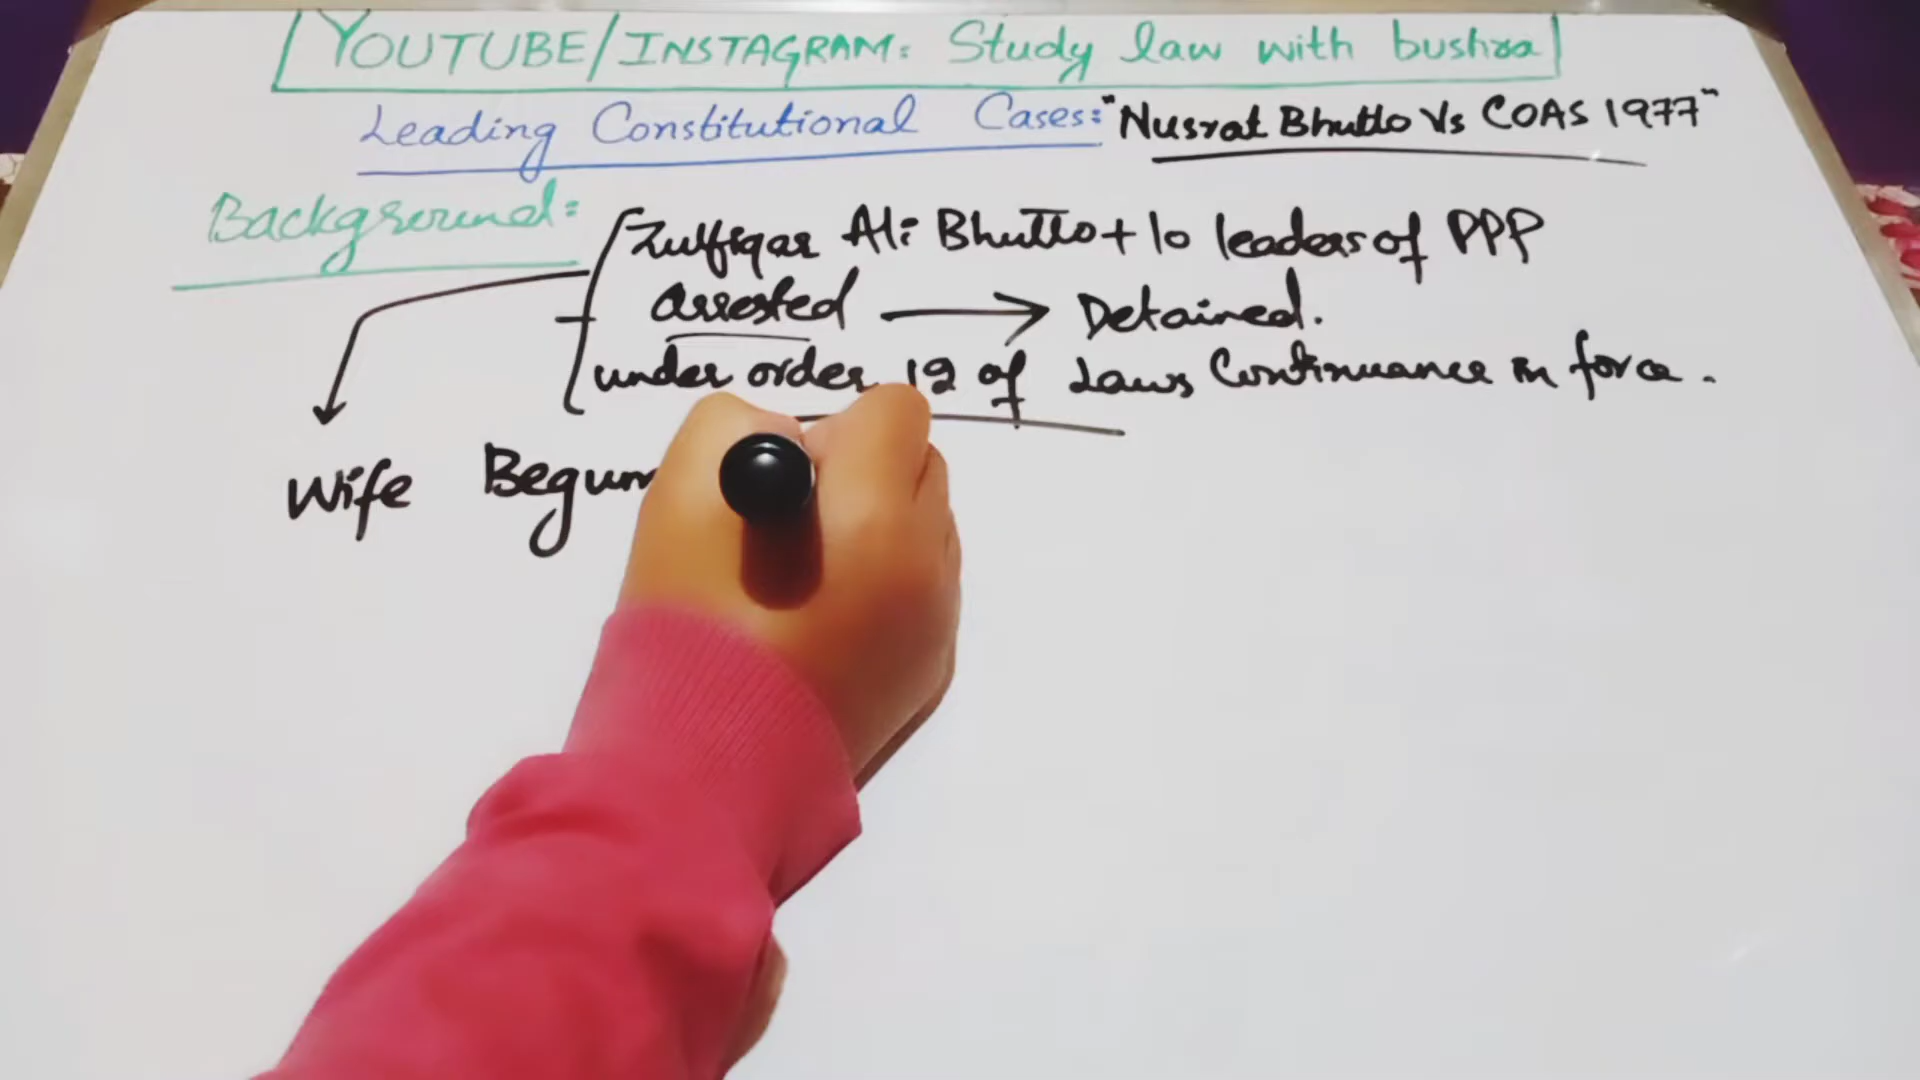 YOUTUBE/INSTAGRAM: Study law with bushra
Leading Constitutional Cases: "Nusrat Bhutto Vs COAS 1977"
Background:
Zulfiqar Ali Bhutto + 10 leaders of PPP
arrested → Detained.
under order 12 of Laws Continuance in force.
Wife Begum